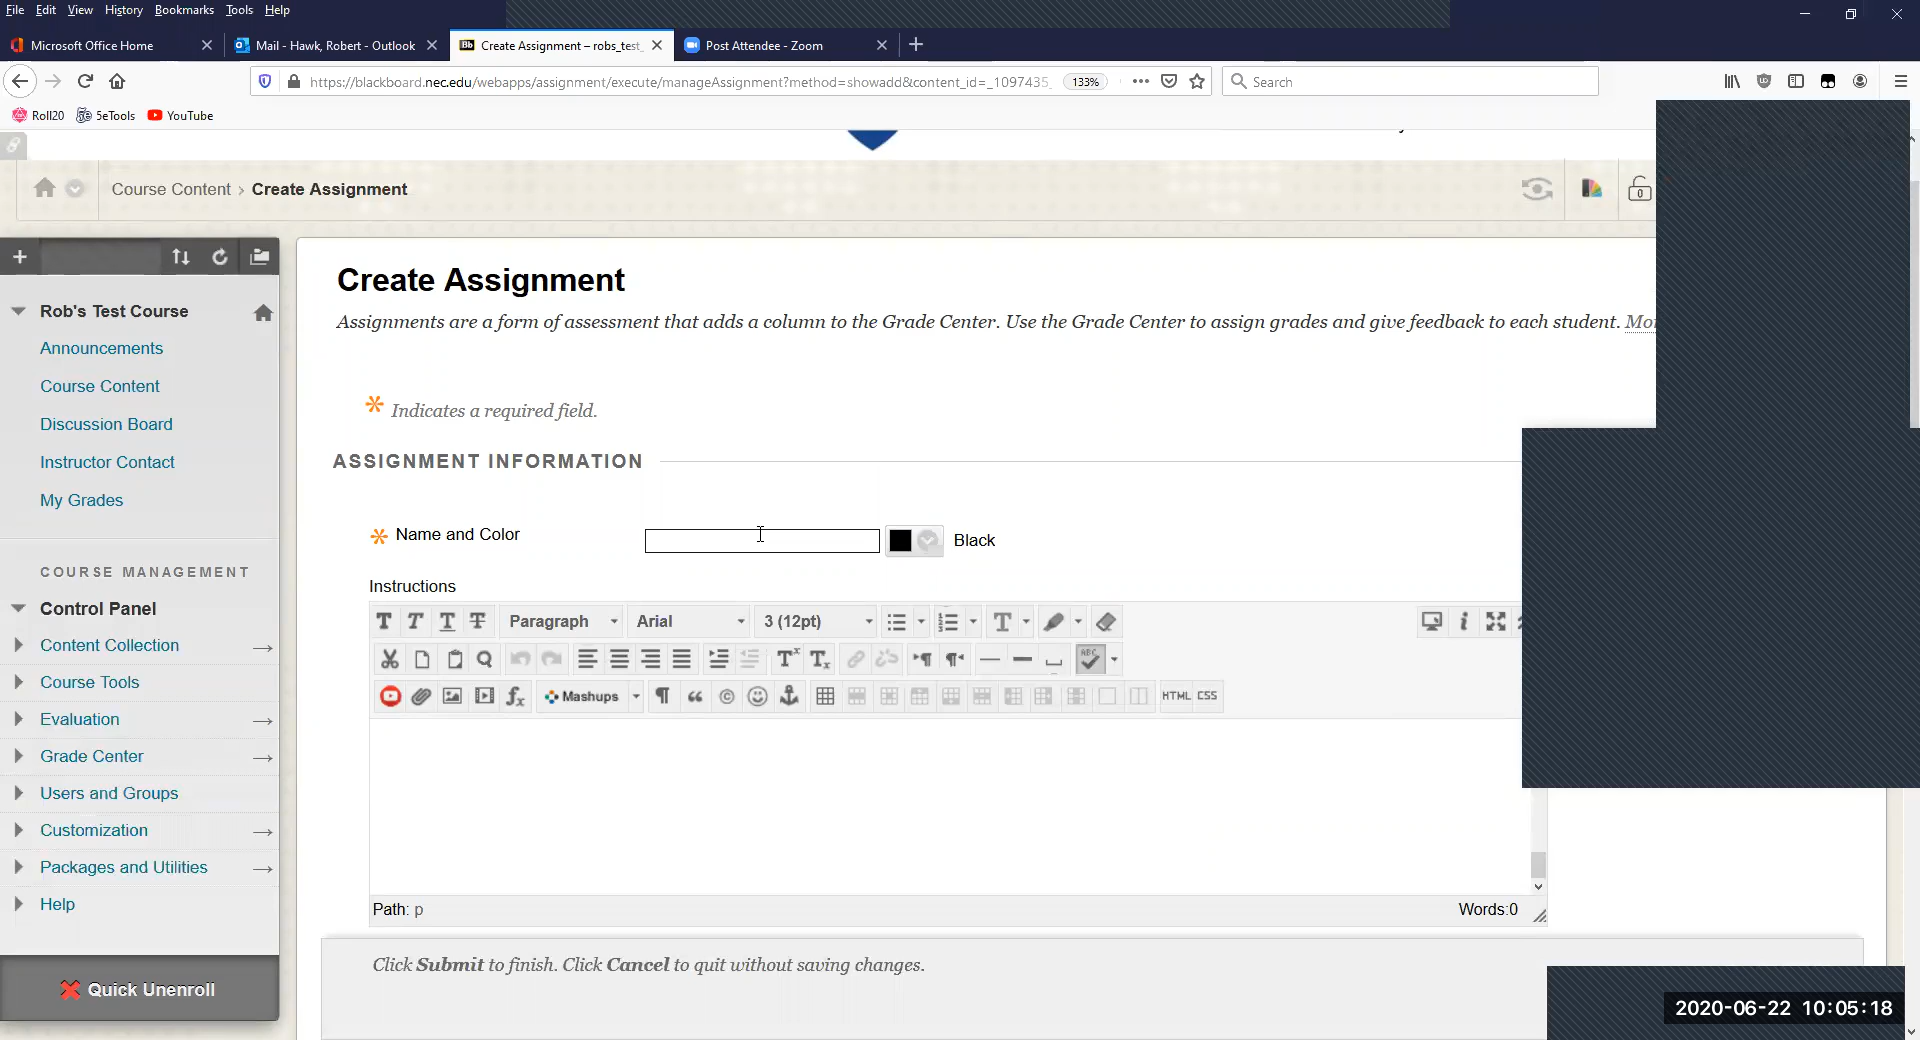 File Edit View History Bookmarks Tools Help
Microsoft Office Home
Mail - Hawk, Robert - Outlook
Create Assignment – robs_test_
Post Attendee - Zoom
https://blackboard.nec.edu/webapps/assignment/execute/manageAssignment?method=showadd&content_id=_1097435_
133%
Search
Roll20
5eTools
YouTube
Course Content › Create Assignment
Rob's Test Course
Announcements
Course Content
Discussion Board
Instructor Contact
My Grades
COURSE MANAGEMENT
Control Panel
Content Collection
Course Tools
Evaluation
Grade Center
Users and Groups
Customization
Packages and Utilities
Help
Quick Unenroll
Create Assignment
Assignments are a form of assessment that adds a column to the Grade Center. Use the Grade Center to assign grades and give feedback to each student.
* Indicates a required field.
ASSIGNMENT INFORMATION
* Name and Color
Black
Instructions
T T T T Paragraph Arial 3 (12pt)
Mashups
HTML CSS
Path: p
Words:0
Click Submit to finish. Click Cancel to quit without saving changes.
2020-06-22 10:05:18